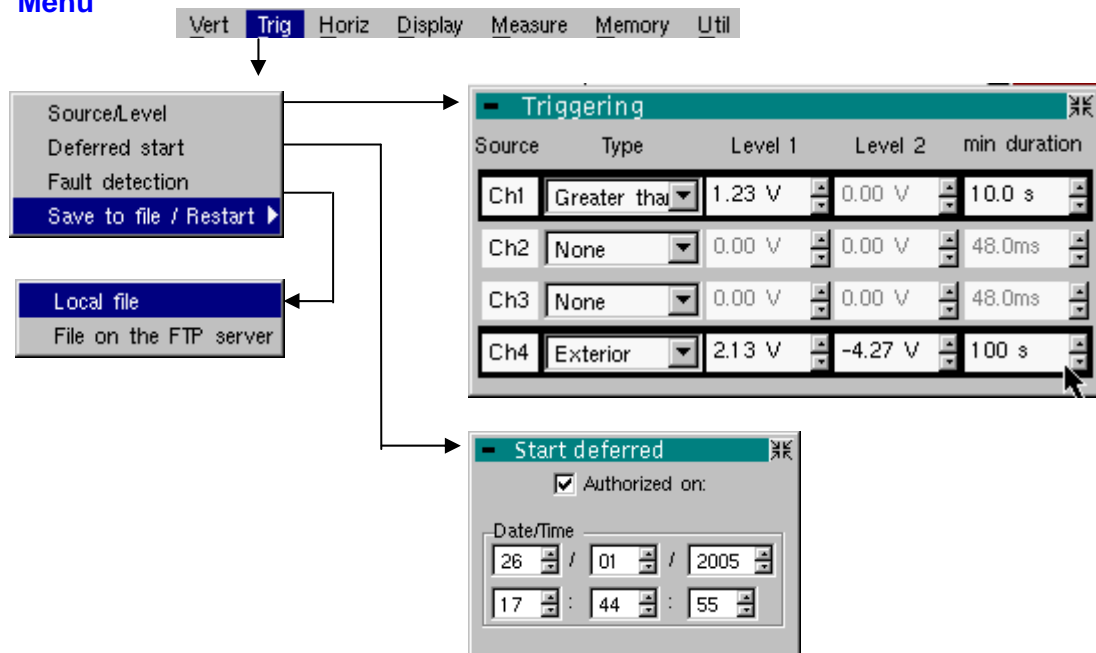 Menu
Vert Trig Horiz Display Measure Memory Util
Source/Level
Deferred start
Fault detection
Save to file / Restart
Local file
File on the FTP server
Triggering
Source Type Level 1 Level 2 min duration
Ch1 Greater tha 1.23 V 0.00 V 10.0 s
Ch2 None 0.00 V 0.00 V 48.0ms
Ch3 None 0.00 V 0.00 V 48.0ms
Ch4 Exterior 2.13 V -4.27 V 100 s
Start deferred
Authorized on:
Date/Time
26 / 01 / 2005
17 : 44 : 55